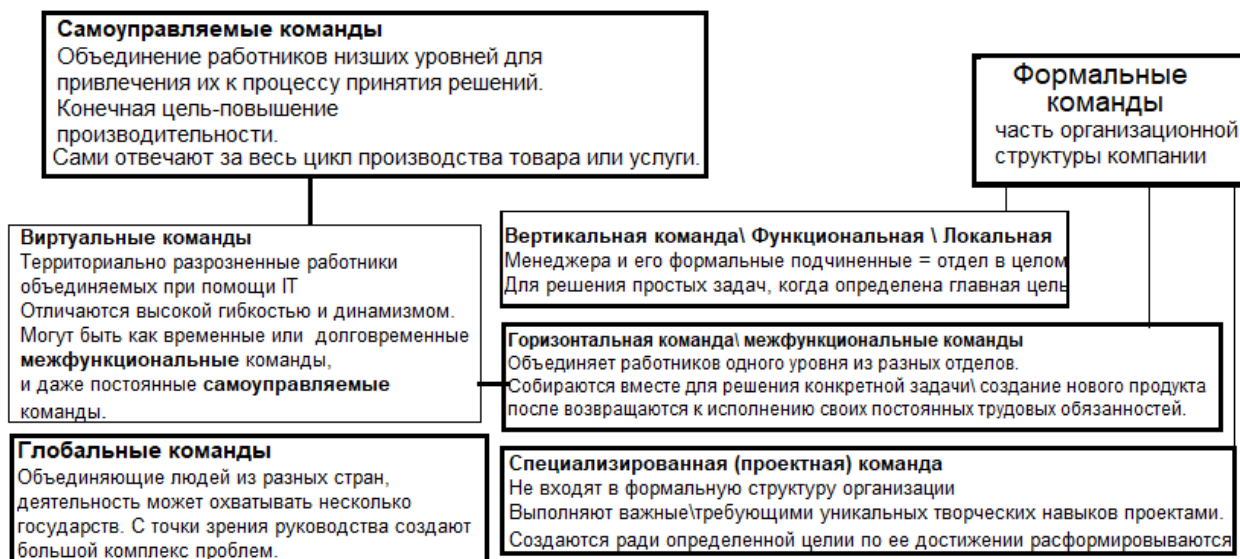 Самоуправляемые команды
Объединение работников низших уровней для
привлечения их к процессу принятия решений.
Конечная цель-повышение
производительности.
Сами отвечают за весь цикл производства товара или услуги.
Формальные
команды
часть организационной
структуры компании
Виртуальные команды
Территориально разрозненные работники
объединяемых при помощи IT
Отличаются высокой гибкостью и динамизмом.
Могут быть как временные или долговременные
межфункциональные команды,
и даже постоянные самоуправляемые
команды.
Вертикальная команда\ Функциональная \ Локальная
Менеджера и его формальные подчиненные = отдел в целом
Для решения простых задач, когда определена главная цель
Горизонтальная команда\ межфункциональные команды
Объединяет работников одного уровня из разных отделов.
Собираются вместе для решения конкретной задачи\ создание нового продукта
после возвращаются к исполнению своих постоянных трудовых обязанностей.
Глобальные команды
Объединяющие людей из разных стран,
деятельность может охватывать несколько
государств. С точки зрения руководства создают
большой комплекс проблем.
Специализированная (проектная) команда
Не входят в формальную структуру организации
Выполняют важные\требующими уникальных творческих навыков проектами.
Создаются ради определенной целии по ее достижении расформировываются